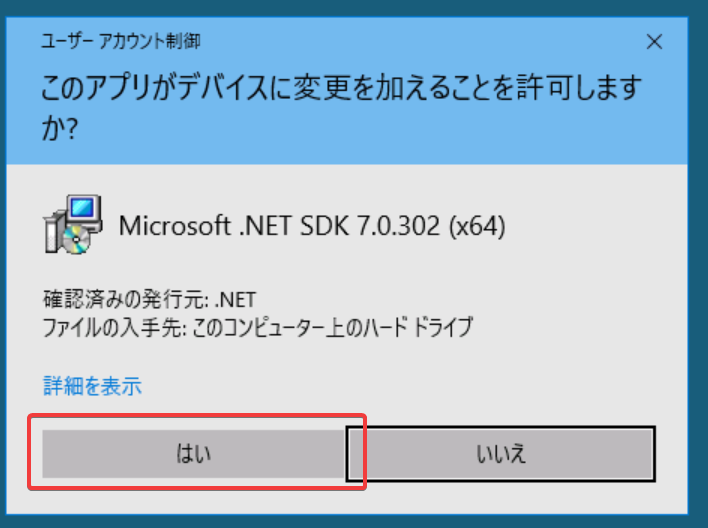 ユーザー アカウント制御
このアプリがデバイスに変更を加えることを許可します
か?
Microsoft .NET SDK 7.0.302 (x64)
確認済みの発行元: .NET
ファイルの入手先: このコンピューター上のハード ドライブ
詳細を表示
はい
いいえ